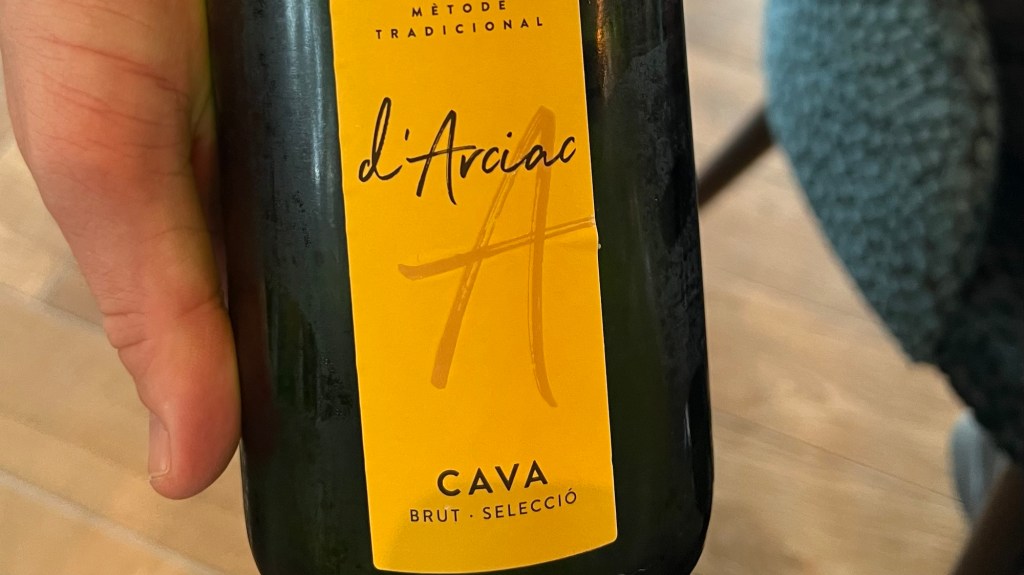 MÈTODE
TRADICIONAL
d'Arciac
A
CAVA
BRUT · SELECCIÓ